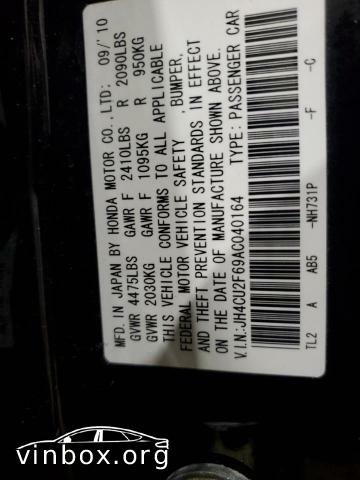 MFD. IN JAPAN BY HONDA MOTOR CO., LTD: 09/'10
GVWR 4475LBS GAWR F 2410LBS R 2090LBS
GVWR 2030KG GAWR F 1095KG R 950KG
THIS VEHICLE CONFORMS TO ALL APPLICABLE
FEDERAL MOTOR VEHICLE SAFETY , BUMPER,
AND THEFT PREVENTION STANDARDS IN EFFECT
ON THE DATE OF MANUFACTURE SHOWN ABOVE.
V.I.N.:JH4CU2F69AC040164 TYPE: PASSENGER CAR
TL2 A AB5 -NH731P -F -C
vinbox.org